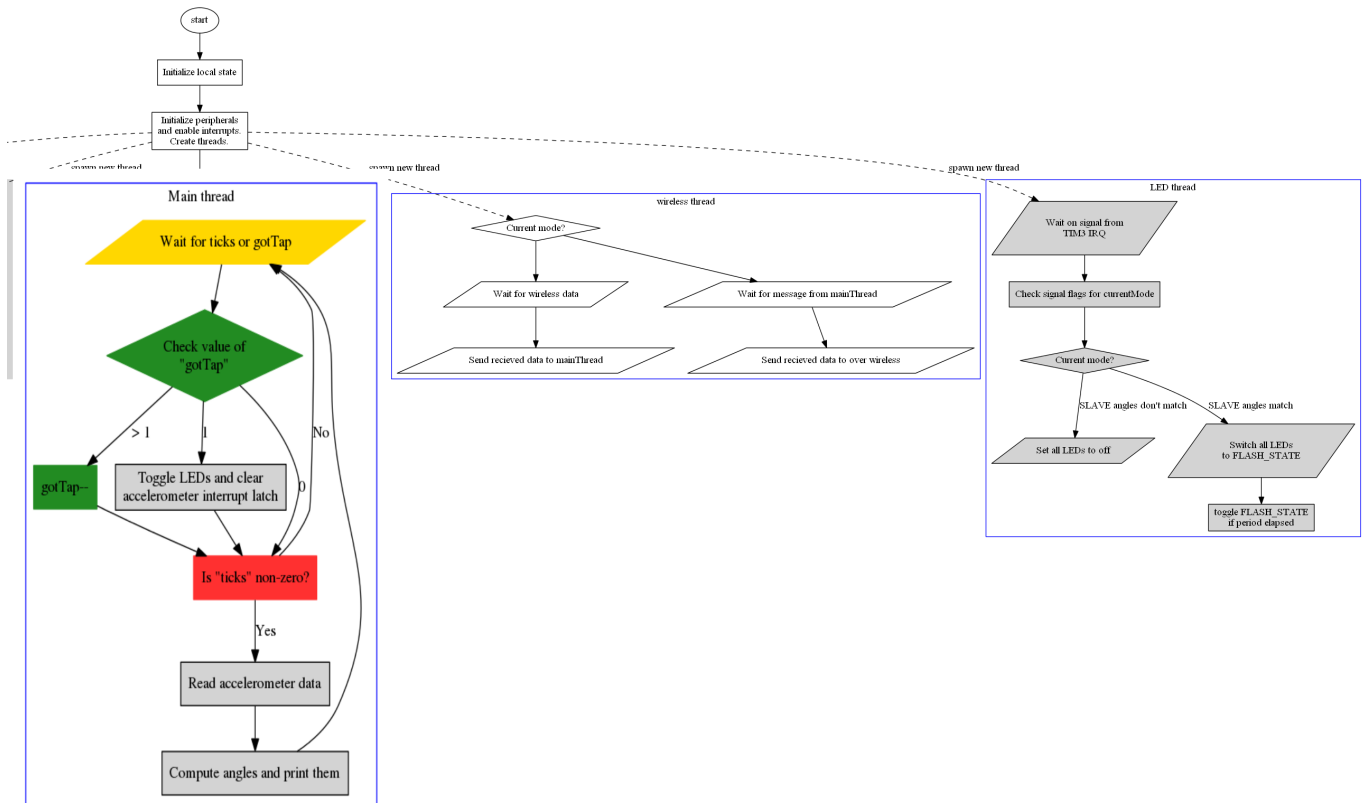 start
Initialize local state
Initialize peripherals
and enable interrupts.
Create threads.
spawn new thread
spawn new thread
spawn new thread
Main thread
Wait for ticks or gotTap
Check value of
"gotTap"
> 1
1
0
No
gotTap--
Toggle LEDs and clear
accelerometer interrupt latch
Is "ticks" non-zero?
Yes
Read accelerometer data
Compute angles and print them
wireless thread
Current mode?
Wait for wireless data
Wait for message from mainThread
Send recieved data to mainThread
Send recieved data to over wireless
LED thread
Wait on signal from
TIM3 IRQ
Check signal flags for currentMode
Current mode?
SLAVE angles don't match
SLAVE angles match
Set all LEDs to off
Switch all LEDs
to FLASH_STATE
toggle FLASH_STATE
if period elapsed